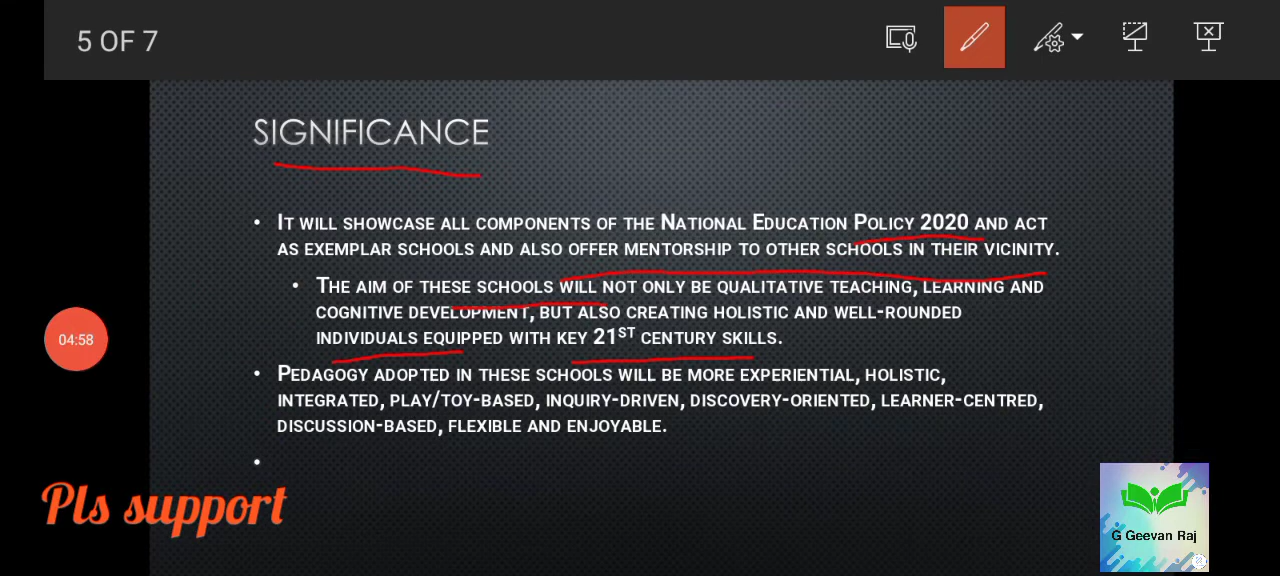 5 OF 7
SIGNIFICANCE
• IT WILL SHOWCASE ALL COMPONENTS OF THE NATIONAL EDUCATION POLICY 2020 AND ACT
AS EXEMPLAR SCHOOLS AND ALSO OFFER MENTORSHIP TO OTHER SCHOOLS IN THEIR VICINITY.
• THE AIM OF THESE SCHOOLS WILL NOT ONLY BE QUALITATIVE TEACHING, LEARNING AND
COGNITIVE DEVELOPMENT, BUT ALSO CREATING HOLISTIC AND WELL-ROUNDED
INDIVIDUALS EQUIPPED WITH KEY 21ST CENTURY SKILLS.
04:58
• PEDAGOGY ADOPTED IN THESE SCHOOLS WILL BE MORE EXPERIENTIAL, HOLISTIC,
INTEGRATED, PLAY/TOY-BASED, INQUIRY-DRIVEN, DISCOVERY-ORIENTED, LEARNER-CENTRED,
DISCUSSION-BASED, FLEXIBLE AND ENJOYABLE.
•
Pls support
G Geevan Raj